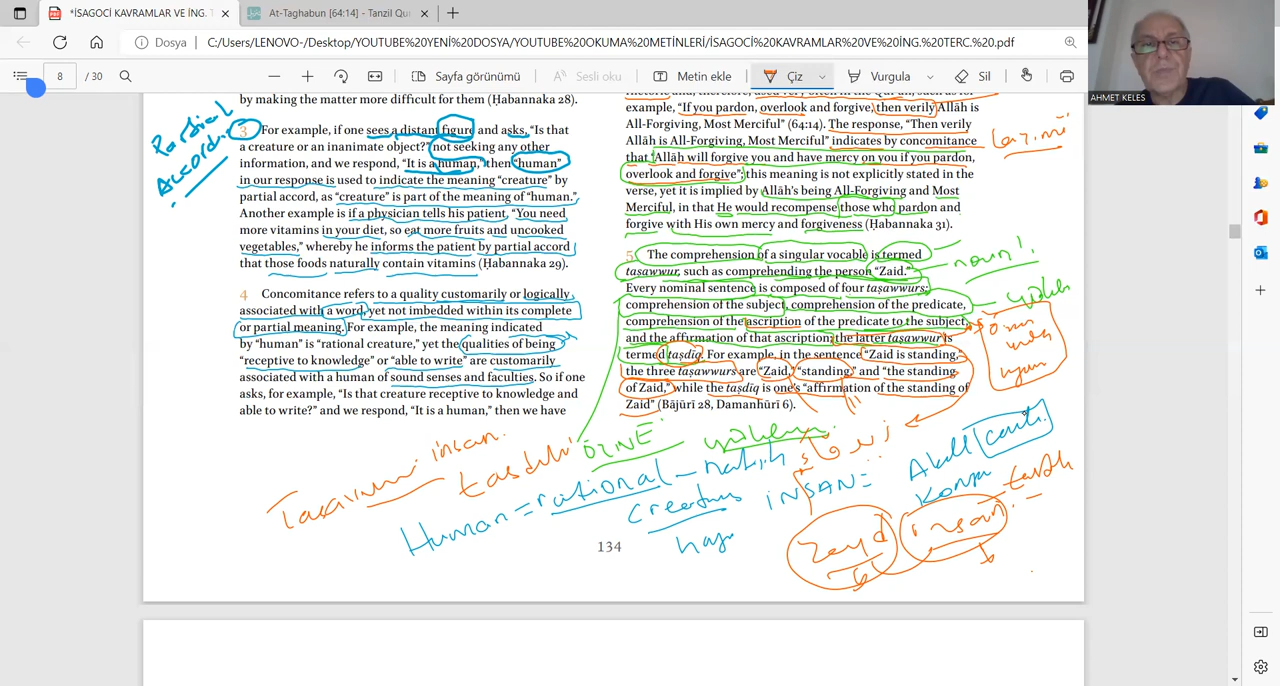 *İSAGOCİ KAVRAMLAR VE İNG. T
At-Taghabun [64:14] - Tanzil Qur
Dosya
C:/Users/LENOVO-/Desktop/YOUTUBE%20YENİ%20DOSYA/YOUTUBE%20OKUMA%20METİNLERİ/İSAGOCİ%20KAVRAMLAR%20VE%20İNG.%20TERC.%20.pdf
8 / 30
Sayfa görünümü
Sesli oku
Metin ekle
Çiz
Vurgula
Sil
AHMET KELES
by making the matter more difficult for them (Ḥabannaka 28).
Partial
Accord
3 For example, if one sees a distant figure and asks, "Is that
a creature or an inanimate object?" not seeking any other
information, and we respond, "It is a human," then "human"
in our response is used to indicate the meaning "creature" by
partial accord, as "creature" is part of the meaning of "human."
Another example is if a physician tells his patient, "You need
more vitamins in your diet, so eat more fruits and uncooked
vegetables," whereby he informs the patient by partial accord
that those foods naturally contain vitamins (Ḥabannaka 29).
4 Concomitance refers to a quality customarily or logically
associated with a word, yet not imbedded within its complete
or partial meaning. For example, the meaning indicated
by "human" is "rational creature," yet the qualities of being
"receptive to knowledge" or "able to write" are customarily
associated with a human of sound senses and faculties. So if one
asks, for example, "Is that creature receptive to knowledge and
able to write?" and we respond, "It is a human," then we have
rhetoric and, therefore, used very often in the Qur'an, such as for
example, "If you pardon, overlook and forgive, then verily Allāh is
All-Forgiving, Most Merciful" (64:14). The response, "Then verily
Allāh is All-Forgiving, Most Merciful" indicates by concomitance
that "Allāh will forgive you and have mercy on you if you pardon,
overlook and forgive"; this meaning is not explicitly stated in the
verse, yet it is implied by Allāh's being All-Forgiving and Most
Merciful, in that He would recompense those who pardon and
forgive with His own mercy and forgiveness (Ḥabannaka 31).
5 The comprehension of a singular vocable is termed
taṣawwur, such as comprehending the person "Zaid."
Every nominal sentence is composed of four taṣawwurs:
comprehension of the subject, comprehension of the predicate,
comprehension of the ascription of the predicate to the subject,
and the affirmation of that ascription; the latter taṣawwur is
termed taṣdīq. For example, in the sentence "Zaid is standing,"
the three taṣawwurs are "Zaid," "standing," and "the standing
of Zaid," while the taṣdīq is one's "affirmation of the standing of
Zaid" (Bājūrī 28, Damanhūrī 6).
noun!
insan.
ÖZNE
yüklem
Human = rational - natık
Creature
İNSAN =
Akıll canlı
Zeyd insan
134